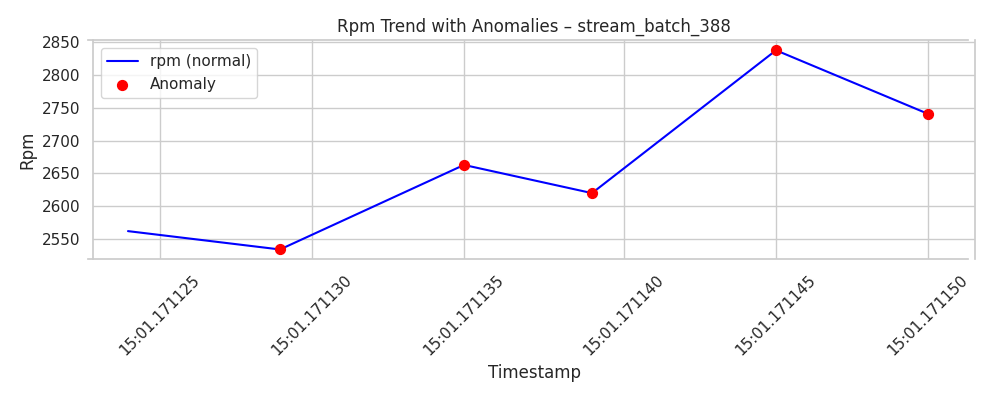 Rpm Trend with Anomalies – stream_batch_388
rpm (normal)
Anomaly
Rpm
2850
2800
2750
2700
2650
2600
2550
15:01.171125
15:01.171130
15:01.171135
15:01.171140
15:01.171145
15:01.171150
Timestamp